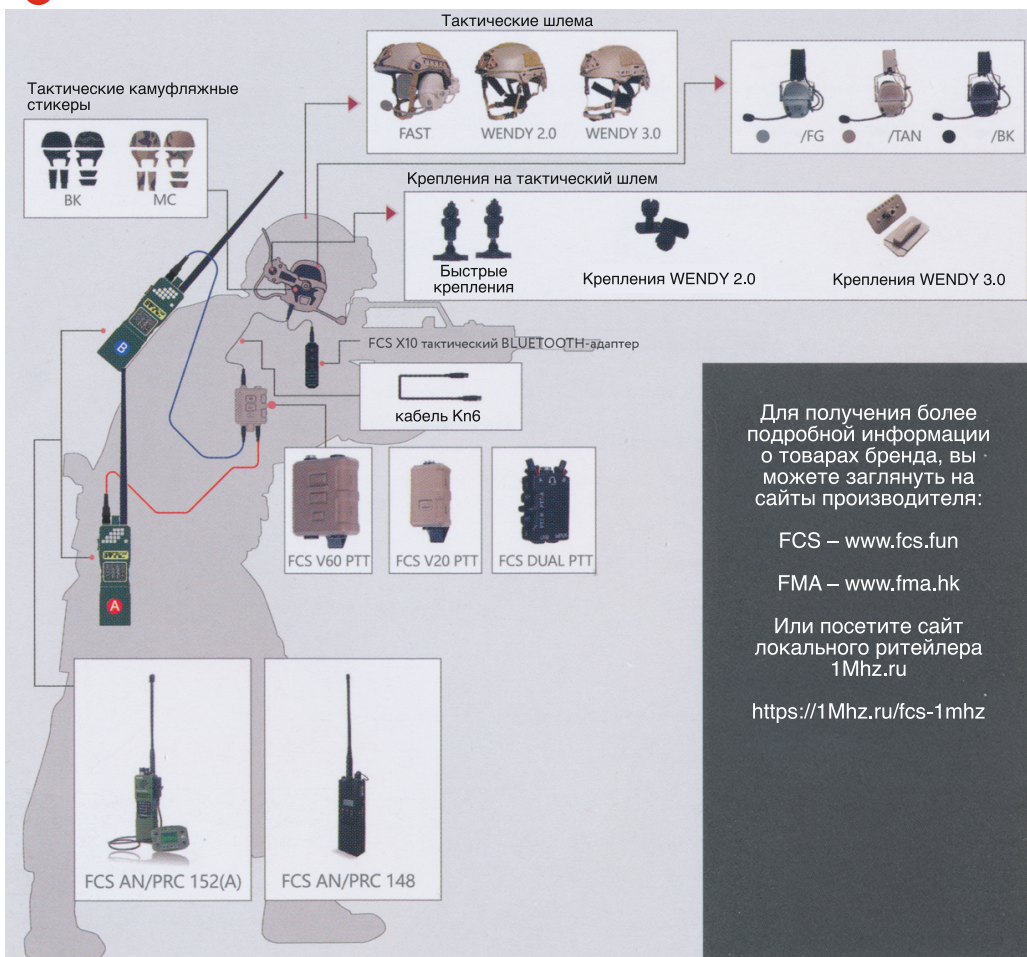 Тактические шлема
FAST
WENDY 2.0
WENDY 3.0
/FG
/TAN
/BK
Тактические камуфляжные
стикеры
BK
MC
Крепления на тактический шлем
Быстрые
крепления
Крепления WENDY 2.0
Крепления WENDY 3.0
B
FCS X10 тактический BLUETOOTH-адаптер
кабель Kn6
FCS V60 PTT
FCS V20 PTT
FCS DUAL PTT
A
FCS AN/PRC 152(A)
FCS AN/PRC 148
Для получения более
подробной информации
о товарах бренда, вы
можете заглянуть на
сайты производителя:
FCS – www.fcs.fun
FMA – www.fma.hk
Или посетите сайт
локального ритейлера
1Mhz.ru
https://1Mhz.ru/fcs-1mhz